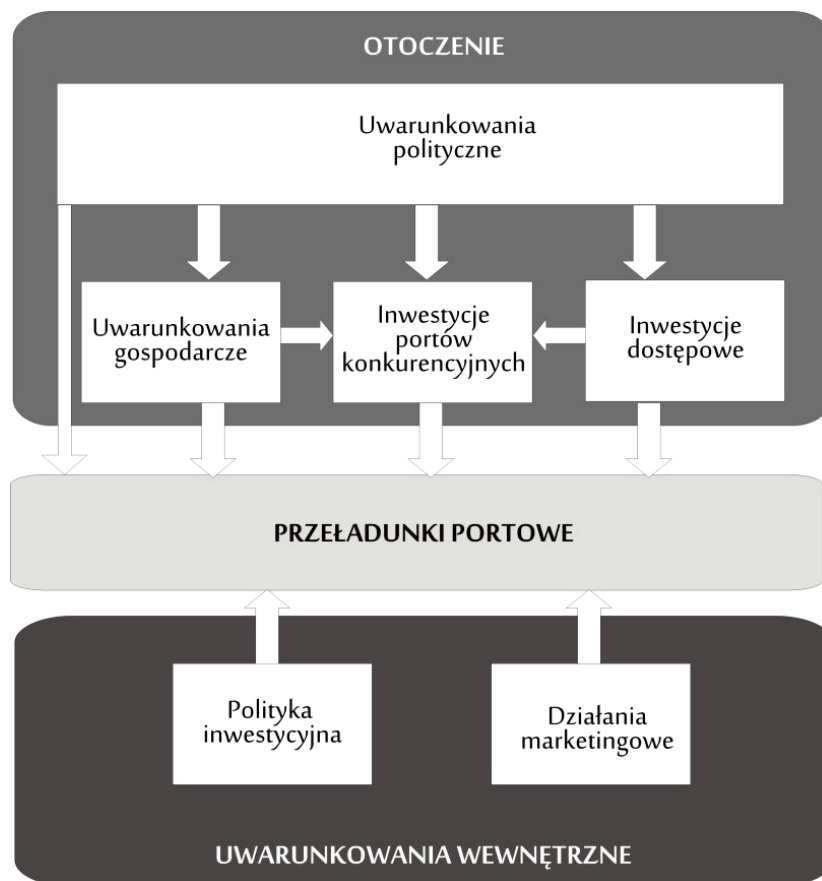 OTOCZENIE
Uwarunkowania
polityczne
Uwarunkowania
gospodarcze
Inwestycje
portów
konkurencyjnych
Inwestycje
dostępowe
PRZEŁADUNKI PORTOWE
Polityka
inwestycyjna
Działania
marketingowe
UWARUNKOWANIA WEWNĘTRZNE